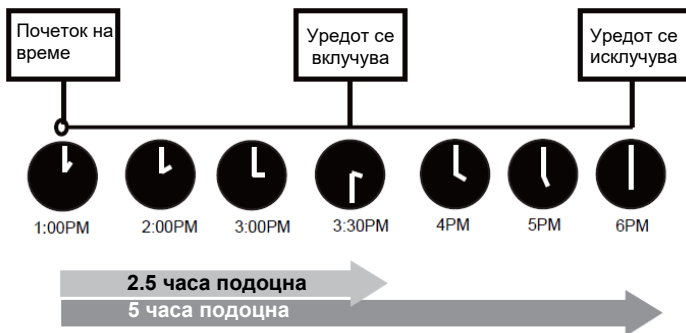 Почеток на
време
Уредот се
вклучува
Уредот се
исклучува
1:00PM
2:00PM
3:00PM
3:30PM
4PM
5PM
6PM
2.5 часа подоцна
5 часа подоцна